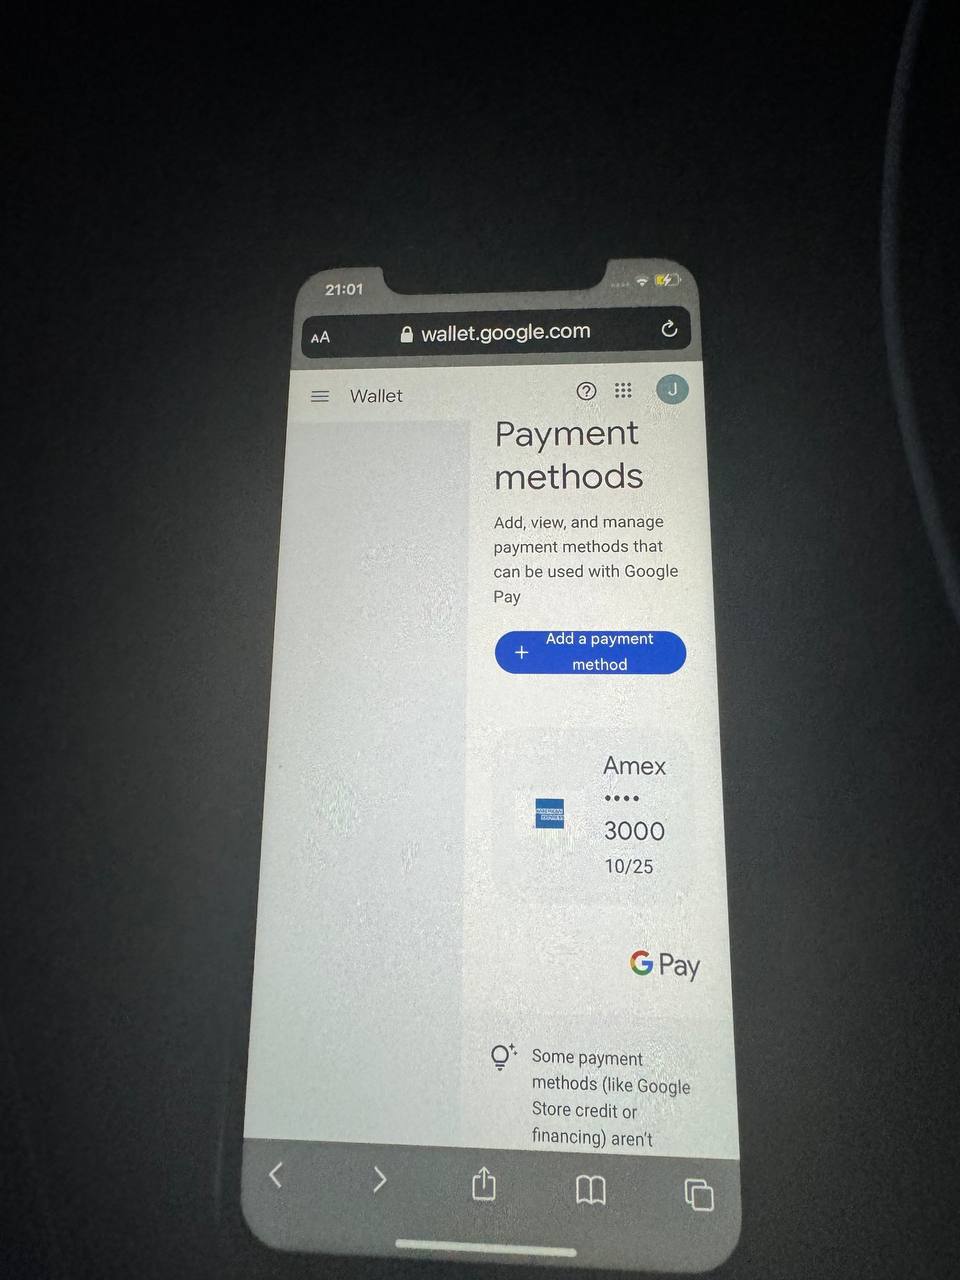 21:01
AA
wallet.google.com
Wallet
J
Payment
methods
Add, view, and manage
payment methods that
can be used with Google
Pay
+ Add a payment
method
Amex
••••
AMERICAN
EXPRESS
3000
10/25
G Pay
Some payment
methods (like Google
Store credit or
financing) aren't